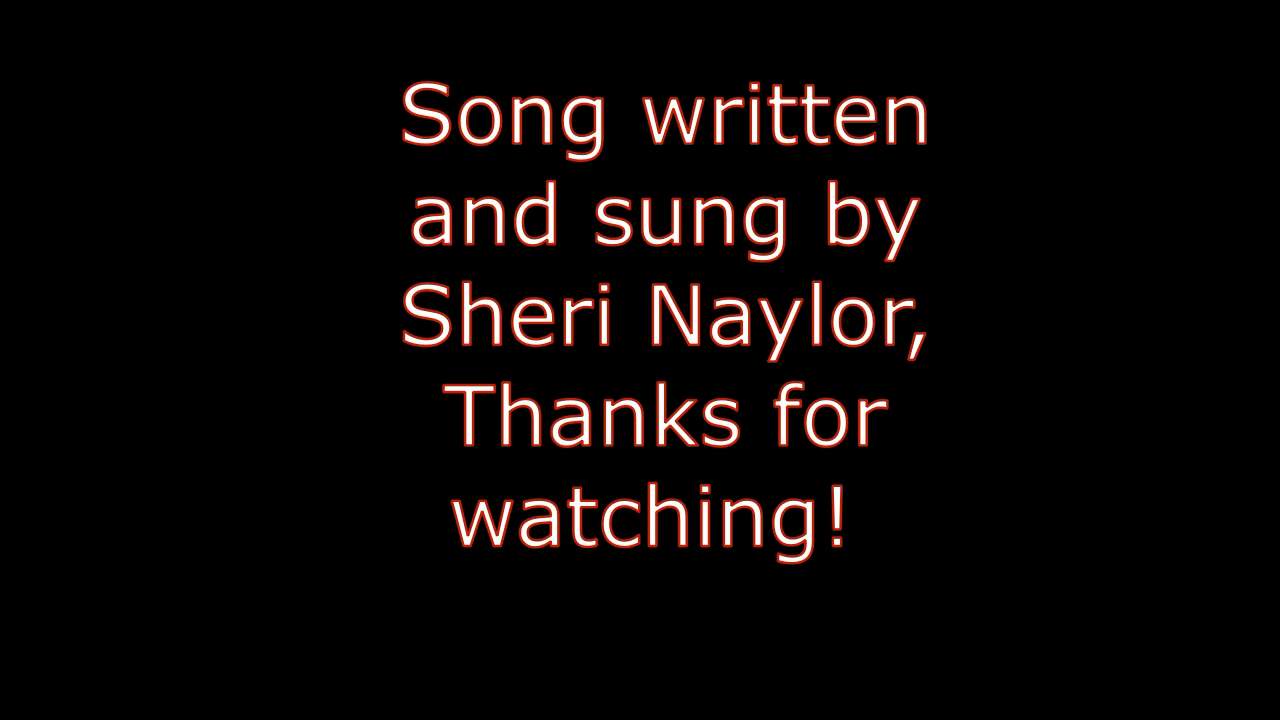 Song written
and sung by
Sheri Naylor,
Thanks for
watching!